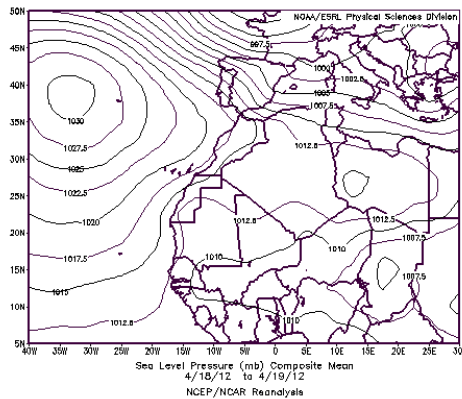 NOAA/ESRL Physical Sciences Division
50N
45N
40N
35N
30N
25N
20N
15N
10N
5N
997.5
1000
1002.5
1005
1007.5
1030
1027.5
1025
1022.5
1020
1017.5
1015
1012.5
1012.5
1012.5
1012.5
1010
1010
1010
1007.5
1007.5
40W 35W 30W 25W 20W 15W 10W 5W 0 5E 10E 15E 20E 25E 30
Sea Level Pressure (mb) Composite Mean
4/18/12 to 4/19/12
NCEP/NCAR Reanalysis